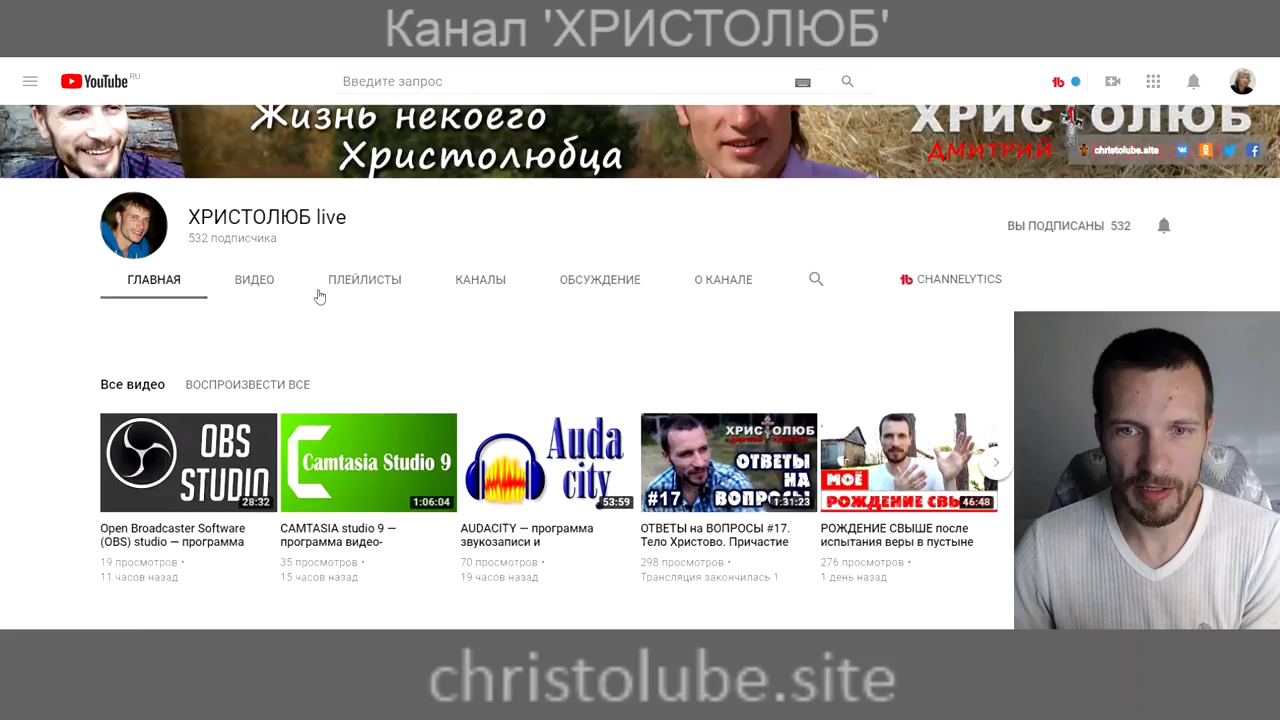 Канал 'ХРИСТОЛЮБ'
YouTube RU
Введите запрос
Жизнь некоего
Христолюбца
ХРИСТОЛЮБ
ДМИТРИЙ
christolube.site
ХРИСТОЛЮБ live
532 подписчика
ВЫ ПОДПИСАНЫ 532
ГЛАВНАЯ ВИДЕО ПЛЕЙЛИСТЫ КАНАЛЫ ОБСУЖДЕНИЕ О КАНАЛЕ CHANNELYTICS
Все видео ВОСПРОИЗВЕСТИ ВСЕ
OBS
STUDIO
28:32
Camtasia Studio 9
1:06:04
Auda
city
53:59
ХРИСТОЛЮБ
ОТВЕТЫ
НА
#17 ВОПРОСЫ
1:31:23
МОЁ
РОЖДЕНИЕ СВЫ
46:48
Open Broadcaster Software
(OBS) studio — программа
19 просмотров •
11 часов назад
CAMTASIA studio 9 —
программа видео-
35 просмотров •
15 часов назад
AUDACITY — программа
звукозаписи и
70 просмотров •
19 часов назад
ОТВЕТЫ на ВОПРОСЫ #17.
Тело Христово. Причастие
298 просмотров •
Трансляция закончилась 1
РОЖДЕНИЕ СВЫШЕ после
испытания веры в пустыне
276 просмотров •
1 день назад
christolube.site